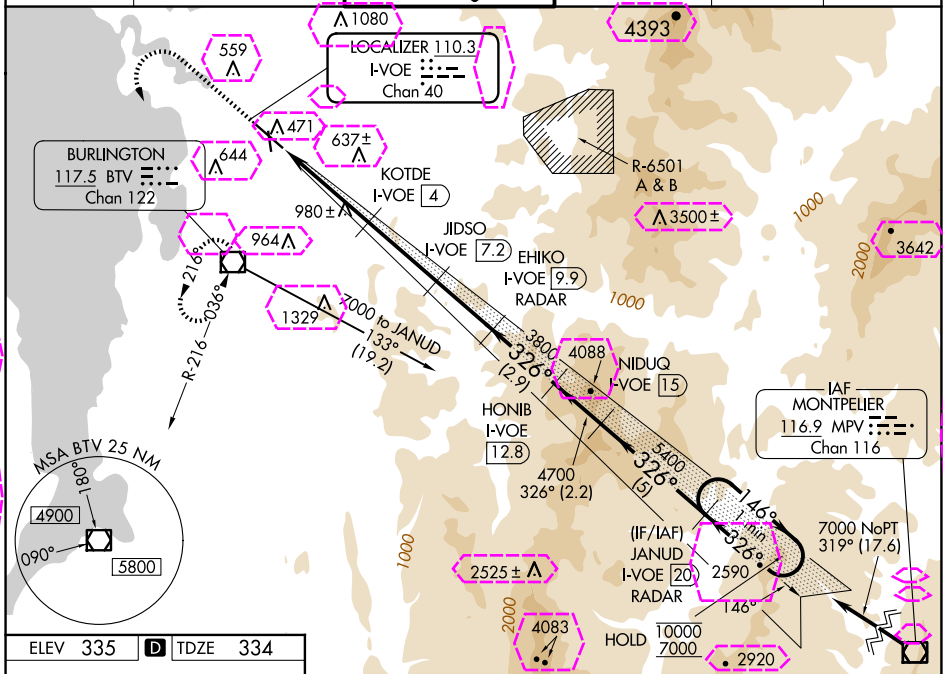 1080
4393
559
LOCALIZER 110.3
I-VOE
Chan 40
471
637±
BURLINGTON
117.5 BTV
Chan 122
644
KOTDE
I-VOE 4
R-6501
A & B
980±
3500±
1000
964
JIDSO
I-VOE 7.2
3642
2000
216°
036°
EHIKO
I-VOE 9.9
RADAR
1000
1329
7000 to JANUD
133°
(19.2)
R-216
3800
326°
(2.9)
4088
NIDUQ
I-VOE 15
IAF
MONTPELIER
116.9 MPV
Chan 116
HONIB
I-VOE
12.8
MSA BTV 25 NM
180°
4900
090°
5800
4700
326° (2.2)
5400
326°
(5)
146°
1 min
326°
7000 NoPT
319° (17.6)
1000
(IF/IAF)
JANUD
I-VOE 20
RADAR
2590
2525±
146°
2000
4083
HOLD 10000
7000
2920
ELEV 335 D TDZE 334